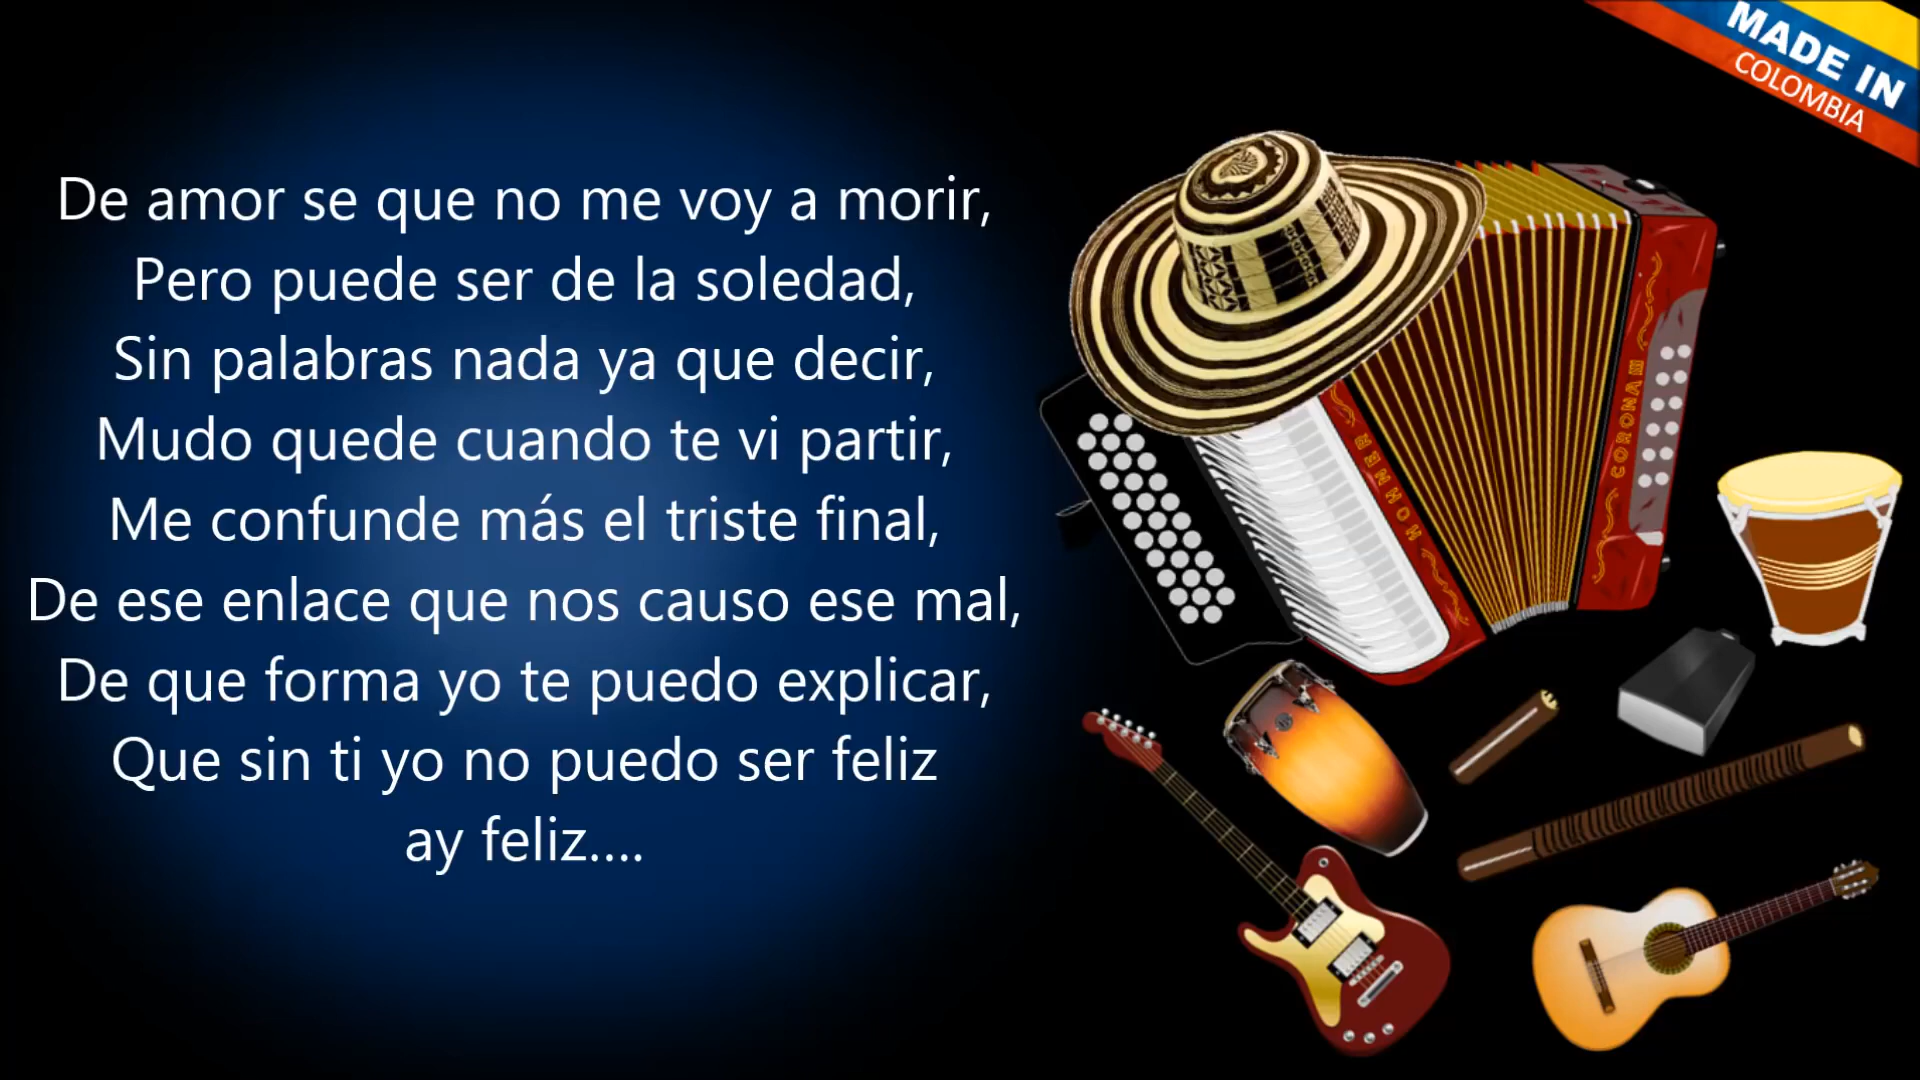 MADE IN
COLOMBIA
De amor se que no me voy a morir,
Pero puede ser de la soledad,
Sin palabras nada ya que decir,
Mudo quede cuando te vi partir,
Me confunde más el triste final,
De ese enlace que nos causo ese mal,
De que forma yo te puedo explicar,
Que sin ti yo no puedo ser feliz
ay feliz....
HOHNER
CORONA III